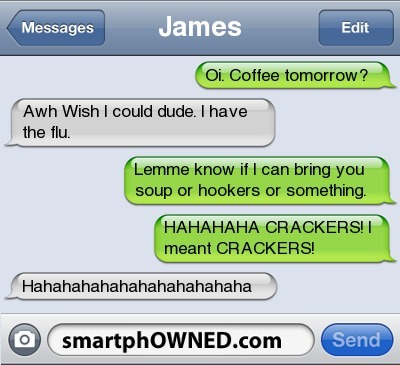 Messages
James
Edit
Oi. Coffee tomorrow?
Awh Wish I could dude. I have
the flu.
Lemme know if I can bring you
soup or hookers or something.
HAHAHAHA CRACKERS! I
meant CRACKERS!
Hahahahahahahahahahahaha
smartphOWNED.com
Send